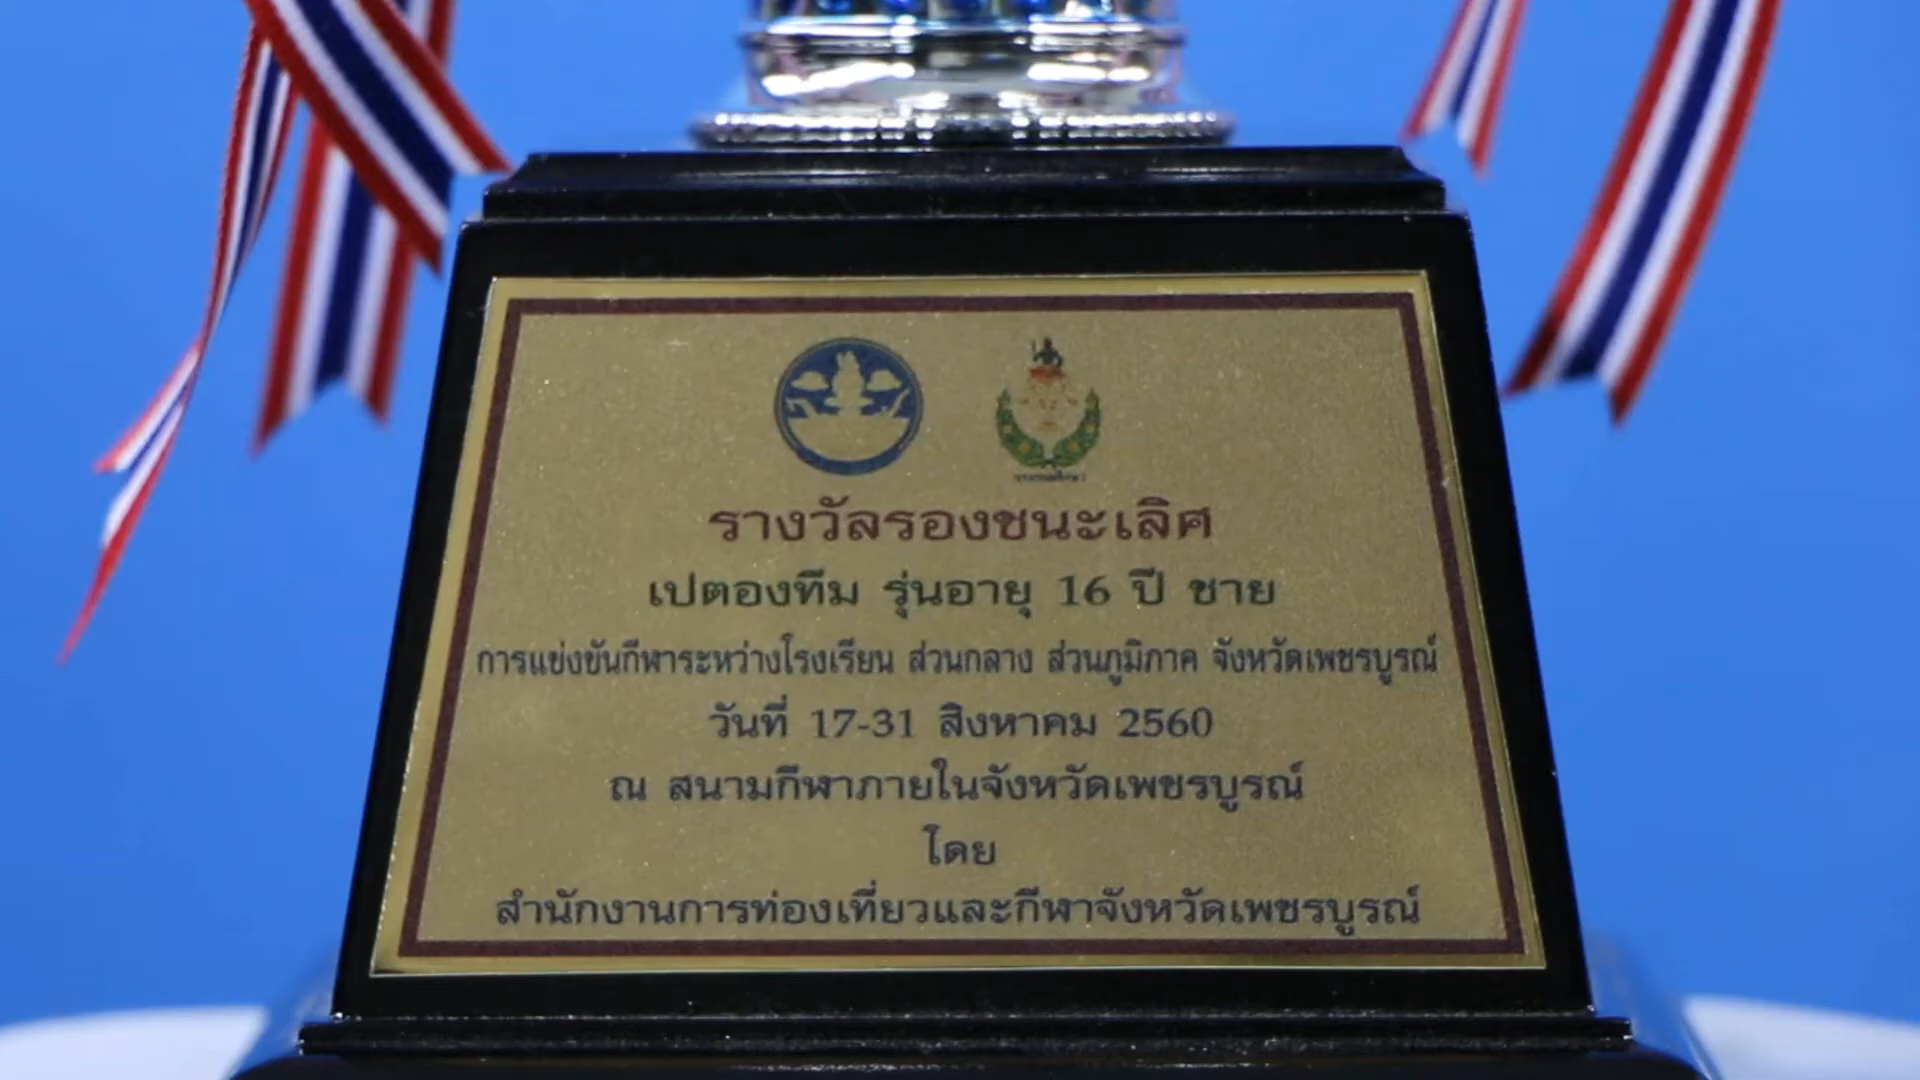 รางวัลรองชนะเลิศ
เปตองทีม รุ่นอายุ 16 ปี ชาย
การแข่งขันกีฬาระหว่างโรงเรียน ส่วนกลาง ส่วนภูมิภาค จังหวัดเพชรบูรณ์
วันที่ 17-31 สิงหาคม 2560
ณ สนามกีฬาภายในจังหวัดเพชรบูรณ์
โดย
สำนักงานการท่องเที่ยวและกีฬาจังหวัดเพชรบูรณ์